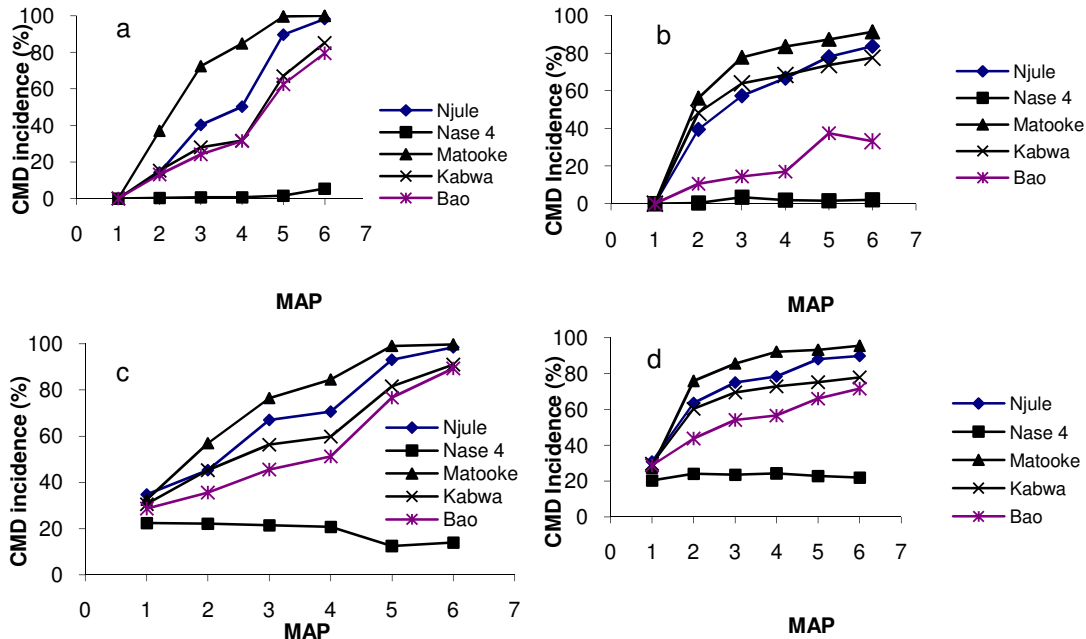 a
CMD incidence (%)
100
80
60
40
20
0
0 1 2 3 4 5 6 7
MAP
Njule
Nase 4
Matooke
Kabwa
Bao
b
CMD Incidence (%)
100
80
60
40
20
0
0 1 2 3 4 5 6 7
MAP
Njule
Nase 4
Matooke
Kabwa
Bao
c
CMD incidence (%)
100
80
60
40
20
0
0 1 2 3 4 5 6 7
MAP
Njule
Nase 4
Matooke
Kabwa
Bao
d
CMD Incidence (%)
100
80
60
40
20
0
0 1 2 3 4 5 6 7
MAP
Njule
Nase 4
Matooke
Kabwa
Bao